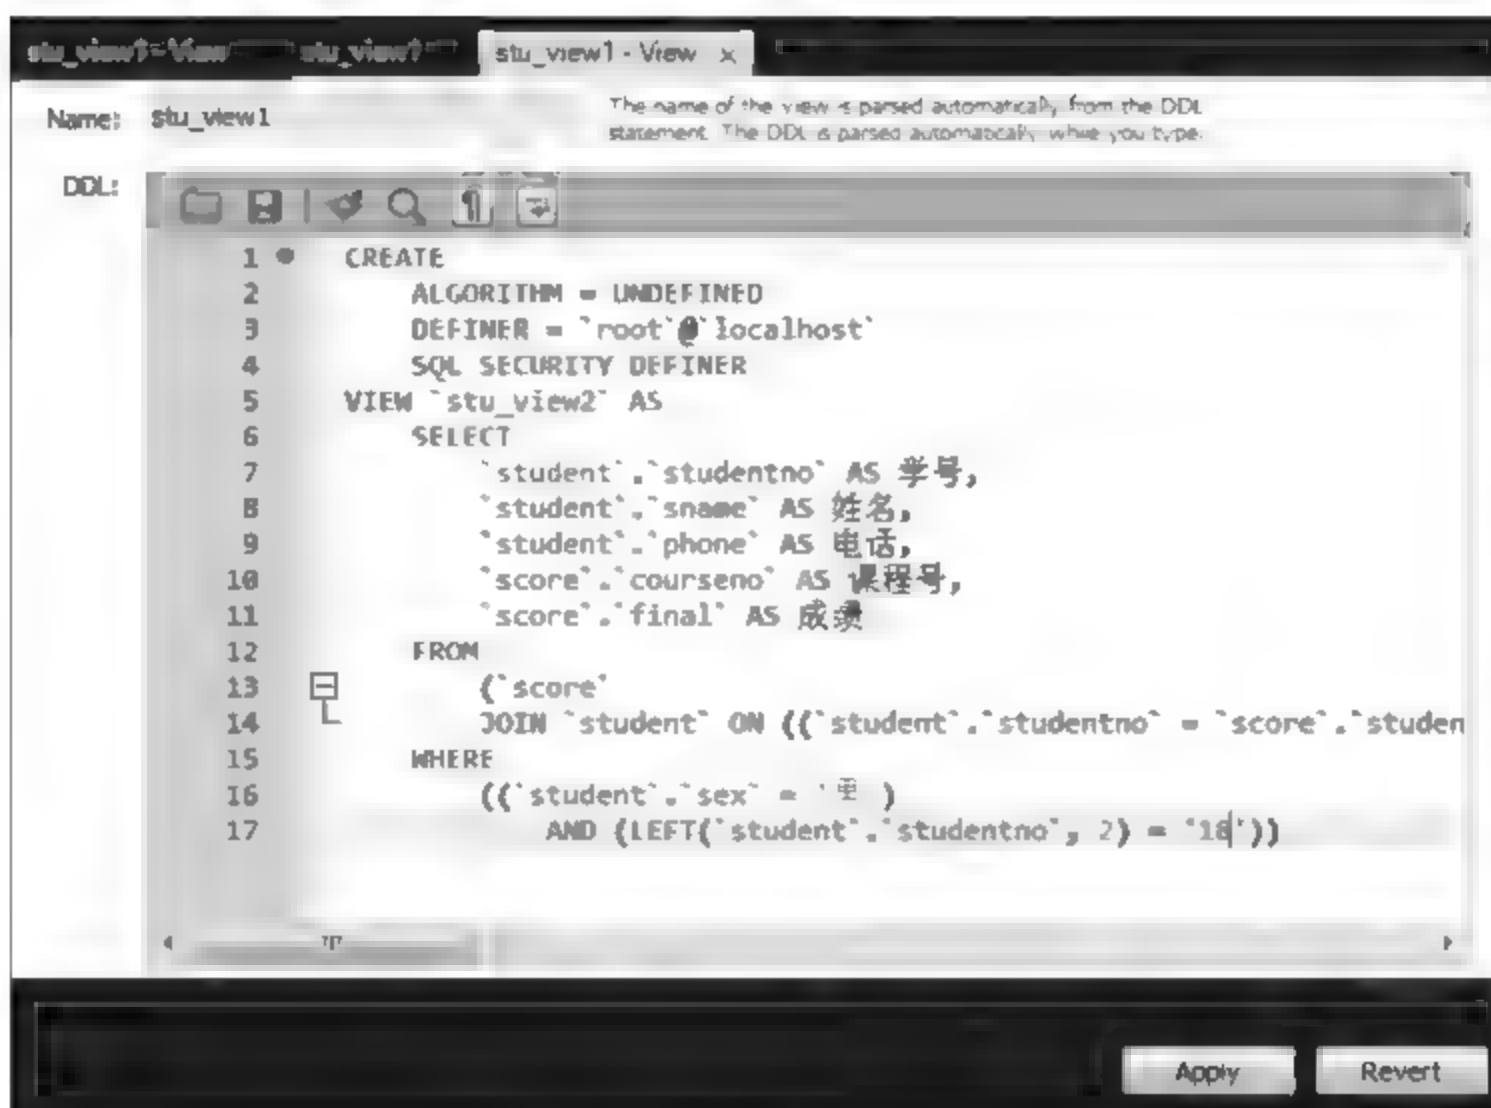 stu_view1 - View stu_view1 stu_view1 - View ×
Name: stu_view1
The name of the view is parsed automatically from the DDL
statement. The DDL is parsed automatically while you type.
DDL:
1 CREATE
2 ALGORITHM = UNDEFINED
3 DEFINER = `root`@`localhost`
4 SQL SECURITY DEFINER
5 VIEW `stu_view2` AS
6 SELECT
7 `student`.`studentno` AS 学号,
8 `student`.`sname` AS 姓名,
9 `student`.`phone` AS 电话,
10 `score`.`courseno` AS 课程号,
11 `score`.`final` AS 成绩
12 FROM
13 (`score`
14 JOIN `student` ON ((`student`.`studentno` = `score`.`studen
15 WHERE
16 ((`student`.`sex` = ' ')
17 AND (LEFT(`student`.`studentno`, 2) = '18'))
Apply Revert